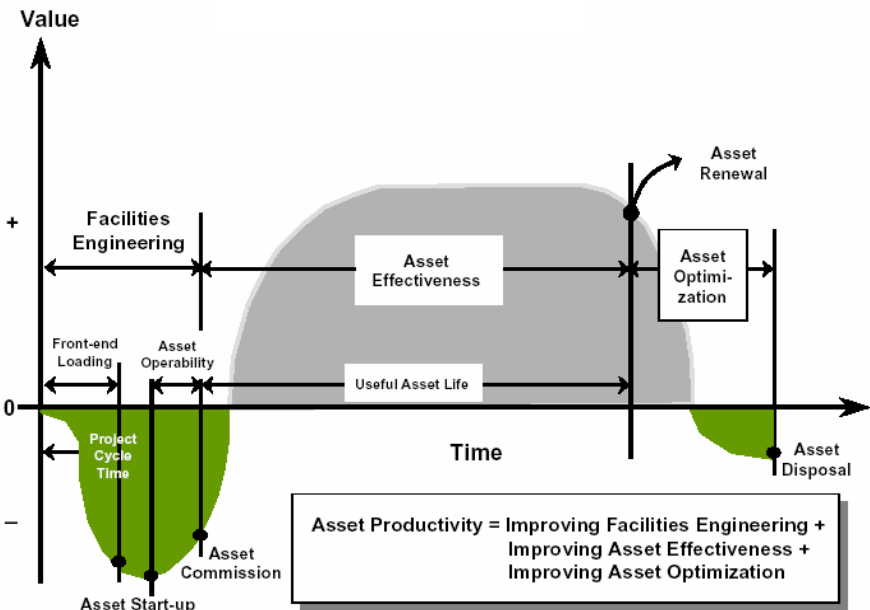 Value
Asset
Renewal
+
Facilities
Engineering
Asset
Effectiveness
Asset
Optimi-
zation
Front-end
Loading
Asset
Operability
Useful Asset Life
0
Project
Cycle
Time
Time
Asset
Disposal
–
Asset
Commission
Asset Start-up
Asset Productivity = Improving Facilities Engineering +
Improving Asset Effectiveness +
Improving Asset Optimization